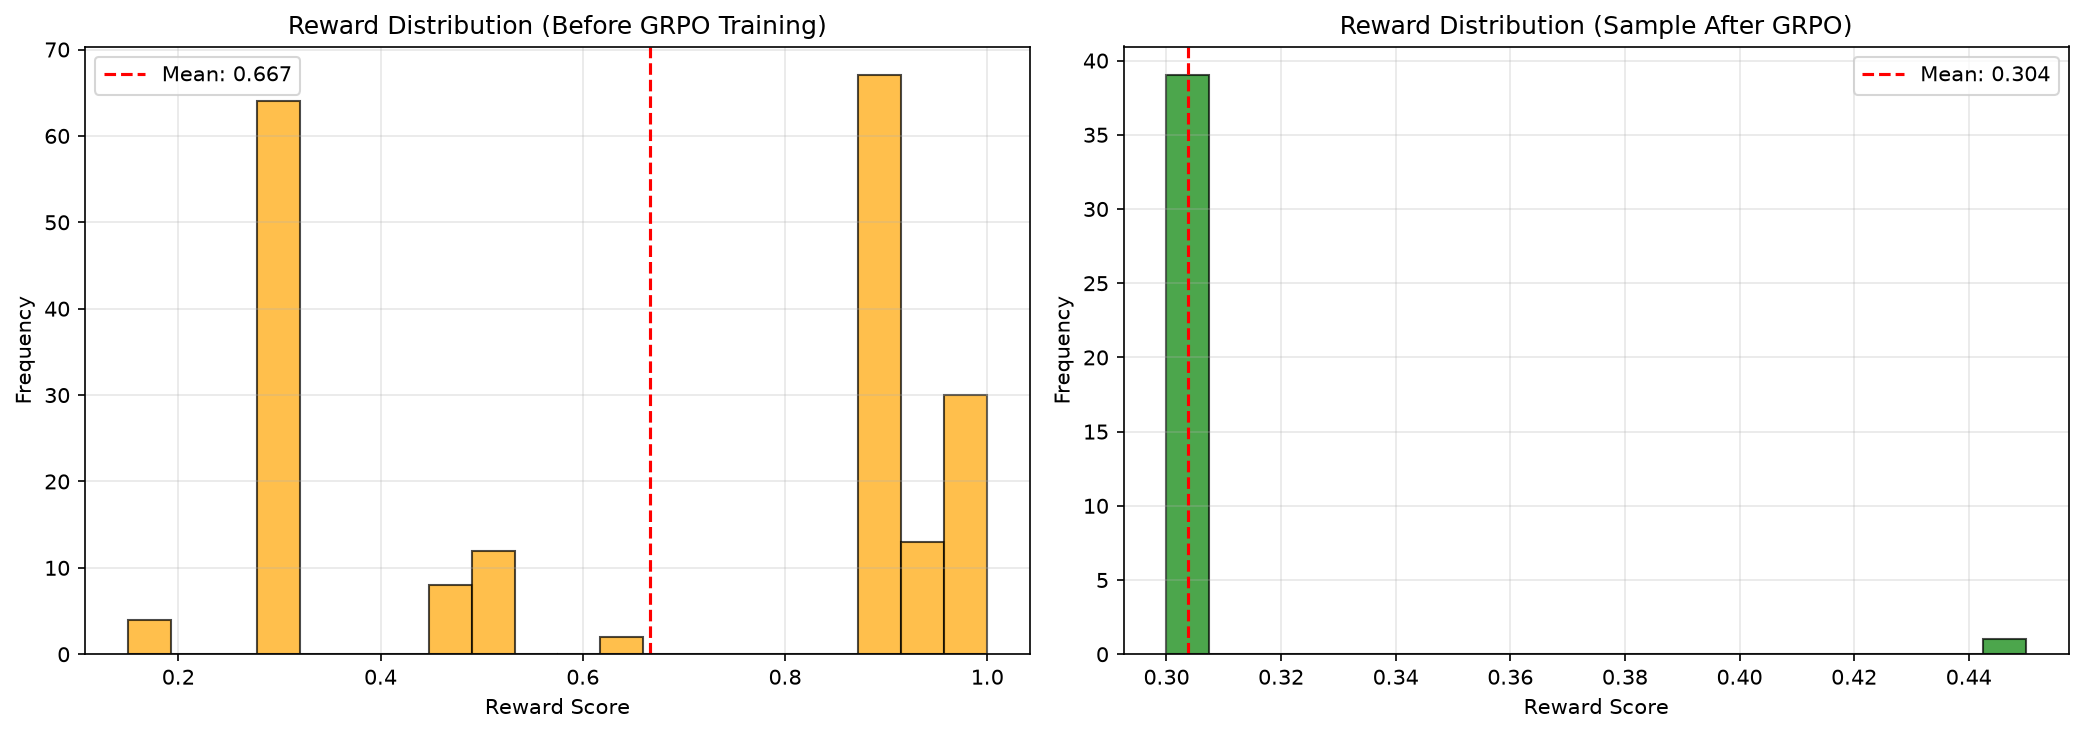 Reward Distribution (Before GRPO Training)
Mean: 0.667
70
60
50
40
30
20
10
0
Frequency
0.2 0.4 0.6 0.8 1.0
Reward Score
Reward Distribution (Sample After GRPO)
Mean: 0.304
40
35
30
25
20
15
10
5
0
Frequency
0.30 0.32 0.34 0.36 0.38 0.40 0.42 0.44
Reward Score